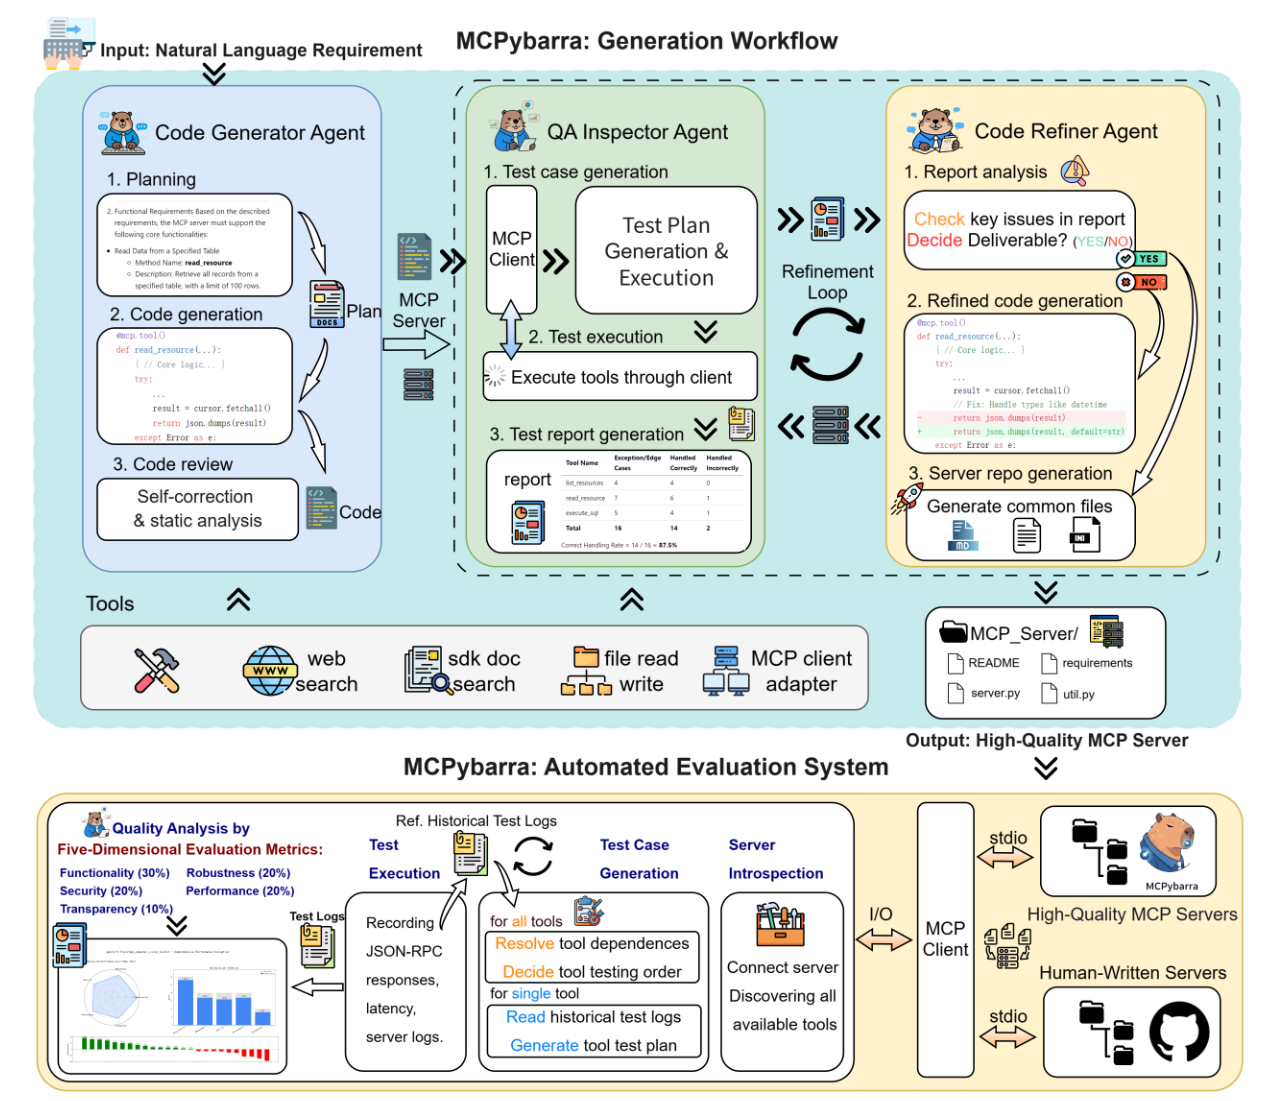 Input: Natural Language Requirement
MCPybarra: Generation Workflow
Code Generator Agent
1. Planning
2. Functional Requirements Based on the described
requirements, the MCP server must support the
following core functionalities:
• Read Data from a Specified Table
○ Method Name: read_resource
○ Description: Retrieve all records from a
specified table, with a limit of 100 rows.
DOCS
Plan
2. Code generation
@mcp.tool()
def read_resource(...):
{ // Core logic... }
try:
...
result = cursor.fetchall()
return json.dumps(result)
except Error as e:
3. Code review
Self-correction
& static analysis
</>
Code
</>
MCP
Server
QA Inspector Agent
1. Test case generation
MCP
Client
Test Plan
Generation &
Execution
2. Test execution
Execute tools through client
3. Test report generation
report
Tool Name Exception/Edge Cases Handled Correctly Handled Incorrectly
list_resources 4 4 0
read_resource 7 6 1
execute_sql 5 4 1
Total 16 14 2
Correct Handling Rate = 14 / 16 ≈ 87.5%
Refinement
Loop
Code Refiner Agent
1. Report analysis
Check key issues in report
Decide Deliverable? (YES/NO)
YES
NO
2. Refined code generation
@mcp.tool()
def read_resource(...):
{ // Core logic... }
try:
...
result = cursor.fetchall()
// Fix: Handle types like datetime
- return json.dumps(result)
+ return json.dumps(result, default=str)
except Error as e:
3. Server repo generation
Generate common files
MD
INI
Tools
WWW
web
search
sdk doc
search
file read
write
MCP client
adapter
MCP_Server/
README
requirements
server.py
util.py
Output: High-Quality MCP Server
MCPybarra: Automated Evaluation System
Quality Analysis by
Five-Dimensional Evaluation Metrics:
Functionality (30%) Robustness (20%)
Security (20%) Performance (20%)
Transparency (10%)
Test Logs
Ref. Historical Test Logs
Test
Execution
Recording
JSON-RPC
responses,
latency,
server logs.
Test Case
Generation
for all tools
Resolve tool dependences
Decide tool testing order
for single tool
Read historical test logs
Generate tool test plan
Server
Introspection
Connect server
Discovering all
available tools
I/O
MCP
Client
stdio
MCPybarra
High-Quality MCP Servers
Human-Written Servers
stdio